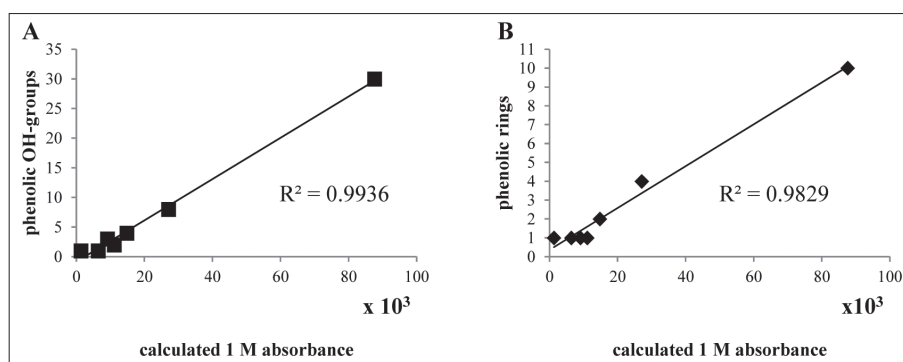 A
phenolic OH-groups
35
30
25
20
15
10
5
0
R² = 0.9936
0 20 40 60 80 100
x 10³
calculated 1 M absorbance
B
phenolic rings
11
10
9
8
7
6
5
4
3
2
1
0
R² = 0.9829
0 20 40 60 80 100
x10³
calculated 1 M absorbance